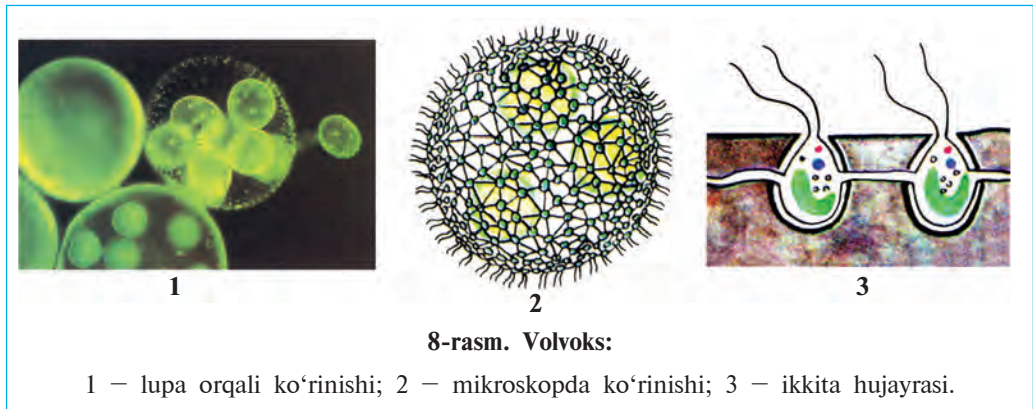 1
2
3
8-rasm. Volvoks:
1 − lupa orqali ko‘rinishi; 2 − mikroskopda ko‘rinishi; 3 − ikkita hujayrasi.